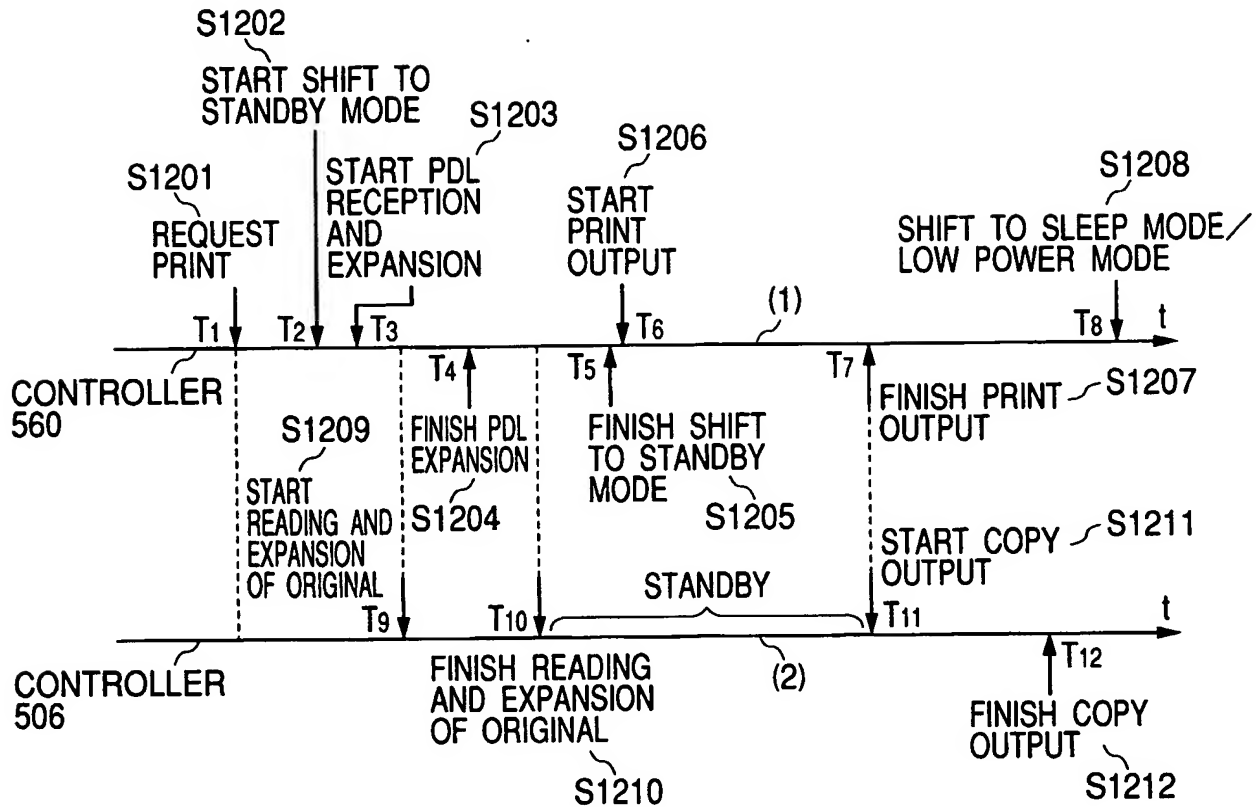 S1202
START SHIFT TO
STANDBY MODE
S1203
S1206
S1208
S1201
START PDL
RECEPTION
AND
EXPANSION
START
PRINT
OUTPUT
REQUEST
PRINT
SHIFT TO SLEEP MODE/
LOW POWER MODE
(1)
T1
T2
T3
T6
T8
t
T4
T5
T7
CONTROLLER
560
FINISH PRINT
OUTPUT
S1207
S1209
FINISH PDL
EXPANSION
S1204
FINISH SHIFT
TO STANDBY
MODE
S1205
START
READING AND
EXPANSION
OF ORIGINAL
START COPY
OUTPUT
S1211
STANDBY
T9
T10
T11
t
CONTROLLER
506
(2)
T12
FINISH READING
AND EXPANSION
OF ORIGINAL
S1210
FINISH COPY
OUTPUT
S1212